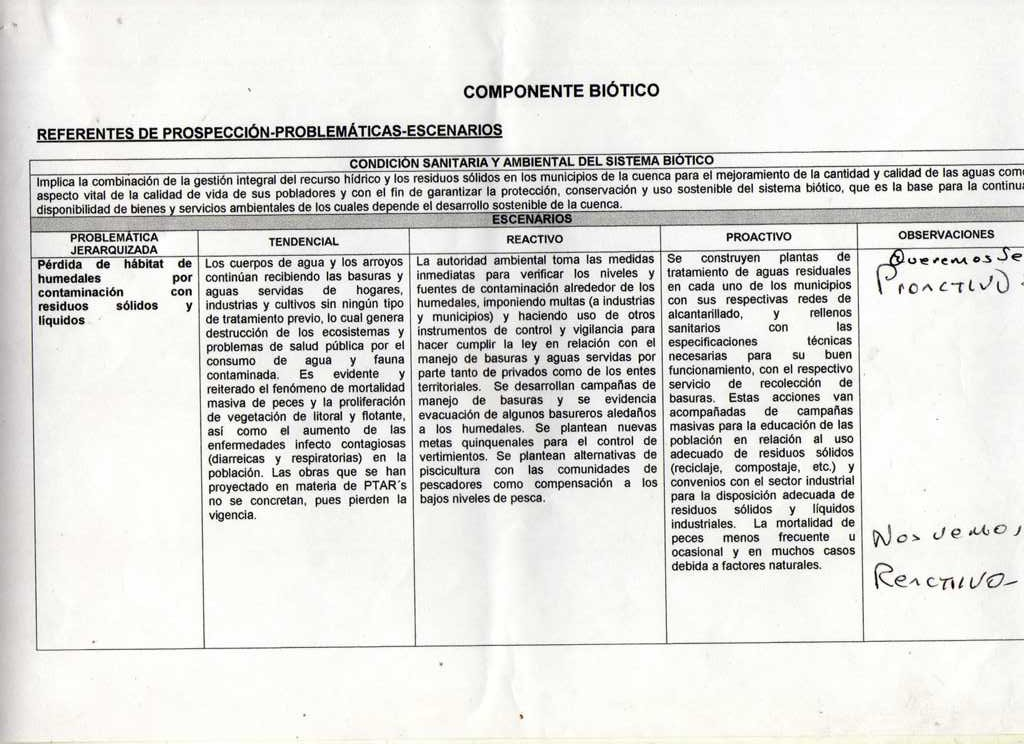 COMPONENTE BIÓTICO
REFERENTES DE PROSPECCIÓN-PROBLEMÁTICAS-ESCENARIOS
CONDICIÓN SANITARIA Y AMBIENTAL DEL SISTEMA BIÓTICO
Implica la combinación de la gestión integral del recurso hídrico y los residuos sólidos en los municipios de la cuenca para el mejoramiento de la cantidad y calidad de las aguas com
aspecto vital de la calidad de vida de sus pobladores y con el fin de garantizar la protección, conservación y uso sostenible del sistema biótico, que es la base para la continua
disponibilidad de bienes y servicios ambientales de los cuales depende el desarrollo sostenible de la cuenca.
ESCENARIOS
PROBLEMÁTICA
JERARQUIZADA
TENDENCIAL
REACTIVO
PROACTIVO
OBSERVACIONES
Pérdida de hábitat de
humedales por
contaminación con
residuos sólidos y
líquidos
Los cuerpos de agua y los arroyos
continúan recibiendo las basuras y
aguas servidas de hogares,
industrias y cultivos sin ningún tipo
de tratamiento previo, lo cual genera
destrucción de los ecosistemas y
problemas de salud pública por el
consumo de agua y fauna
contaminada. Es evidente y
reiterado el fenómeno de mortalidad
masiva de peces y la proliferación
de vegetación de litoral y flotante,
así como el aumento de las
enfermedades infecto contagiosas
(diarreicas y respiratorias) en la
población. Las obras que se han
proyectado en materia de PTAR´s
no se concretan, pues pierden la
vigencia.
La autoridad ambiental toma las medidas
inmediatas para verificar los niveles y
fuentes de contaminación alrededor de los
humedales, imponiendo multas (a industrias
y municipios) y haciendo uso de otros
instrumentos de control y vigilancia para
hacer cumplir la ley en relación con el
manejo de basuras y aguas servidas por
parte tanto de privados como de los entes
territoriales. Se desarrollan campañas de
manejo de basuras y se evidencia
evacuación de algunos basureros aledaños
a los humedales. Se plantean nuevas
metas quinquenales para el control de
vertimientos. Se plantean alternativas de
piscicultura con las comunidades de
pescadores como compensación a los
bajos niveles de pesca.
Se construyen plantas de
tratamiento de aguas residuales
en cada uno de los municipios
con sus respectivas redes de
alcantarillado, y rellenos
sanitarios con las
especificaciones técnicas
necesarias para su buen
funcionamiento, con el respectivo
servicio de recolección de
basuras. Estas acciones van
acompañadas de campañas
masivas para la educación de las
población en relación al uso
adecuado de residuos sólidos
(reciclaje, compostaje, etc.) y
convenios con el sector industrial
para la disposición adecuada de
residuos sólidos y líquidos
industriales. La mortalidad de
peces menos frecuente u
ocasional y en muchos casos
debida a factores naturales.
Queremos Se
PROACTIVO -
Nos vemos
REACTIVO-